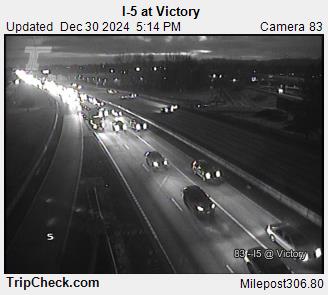 I-5 at Victory
Updated Dec 30 2024 5:14 PM Camera 83
S
83 - I5 @ Victory
TripCheck.com Milepost306.80